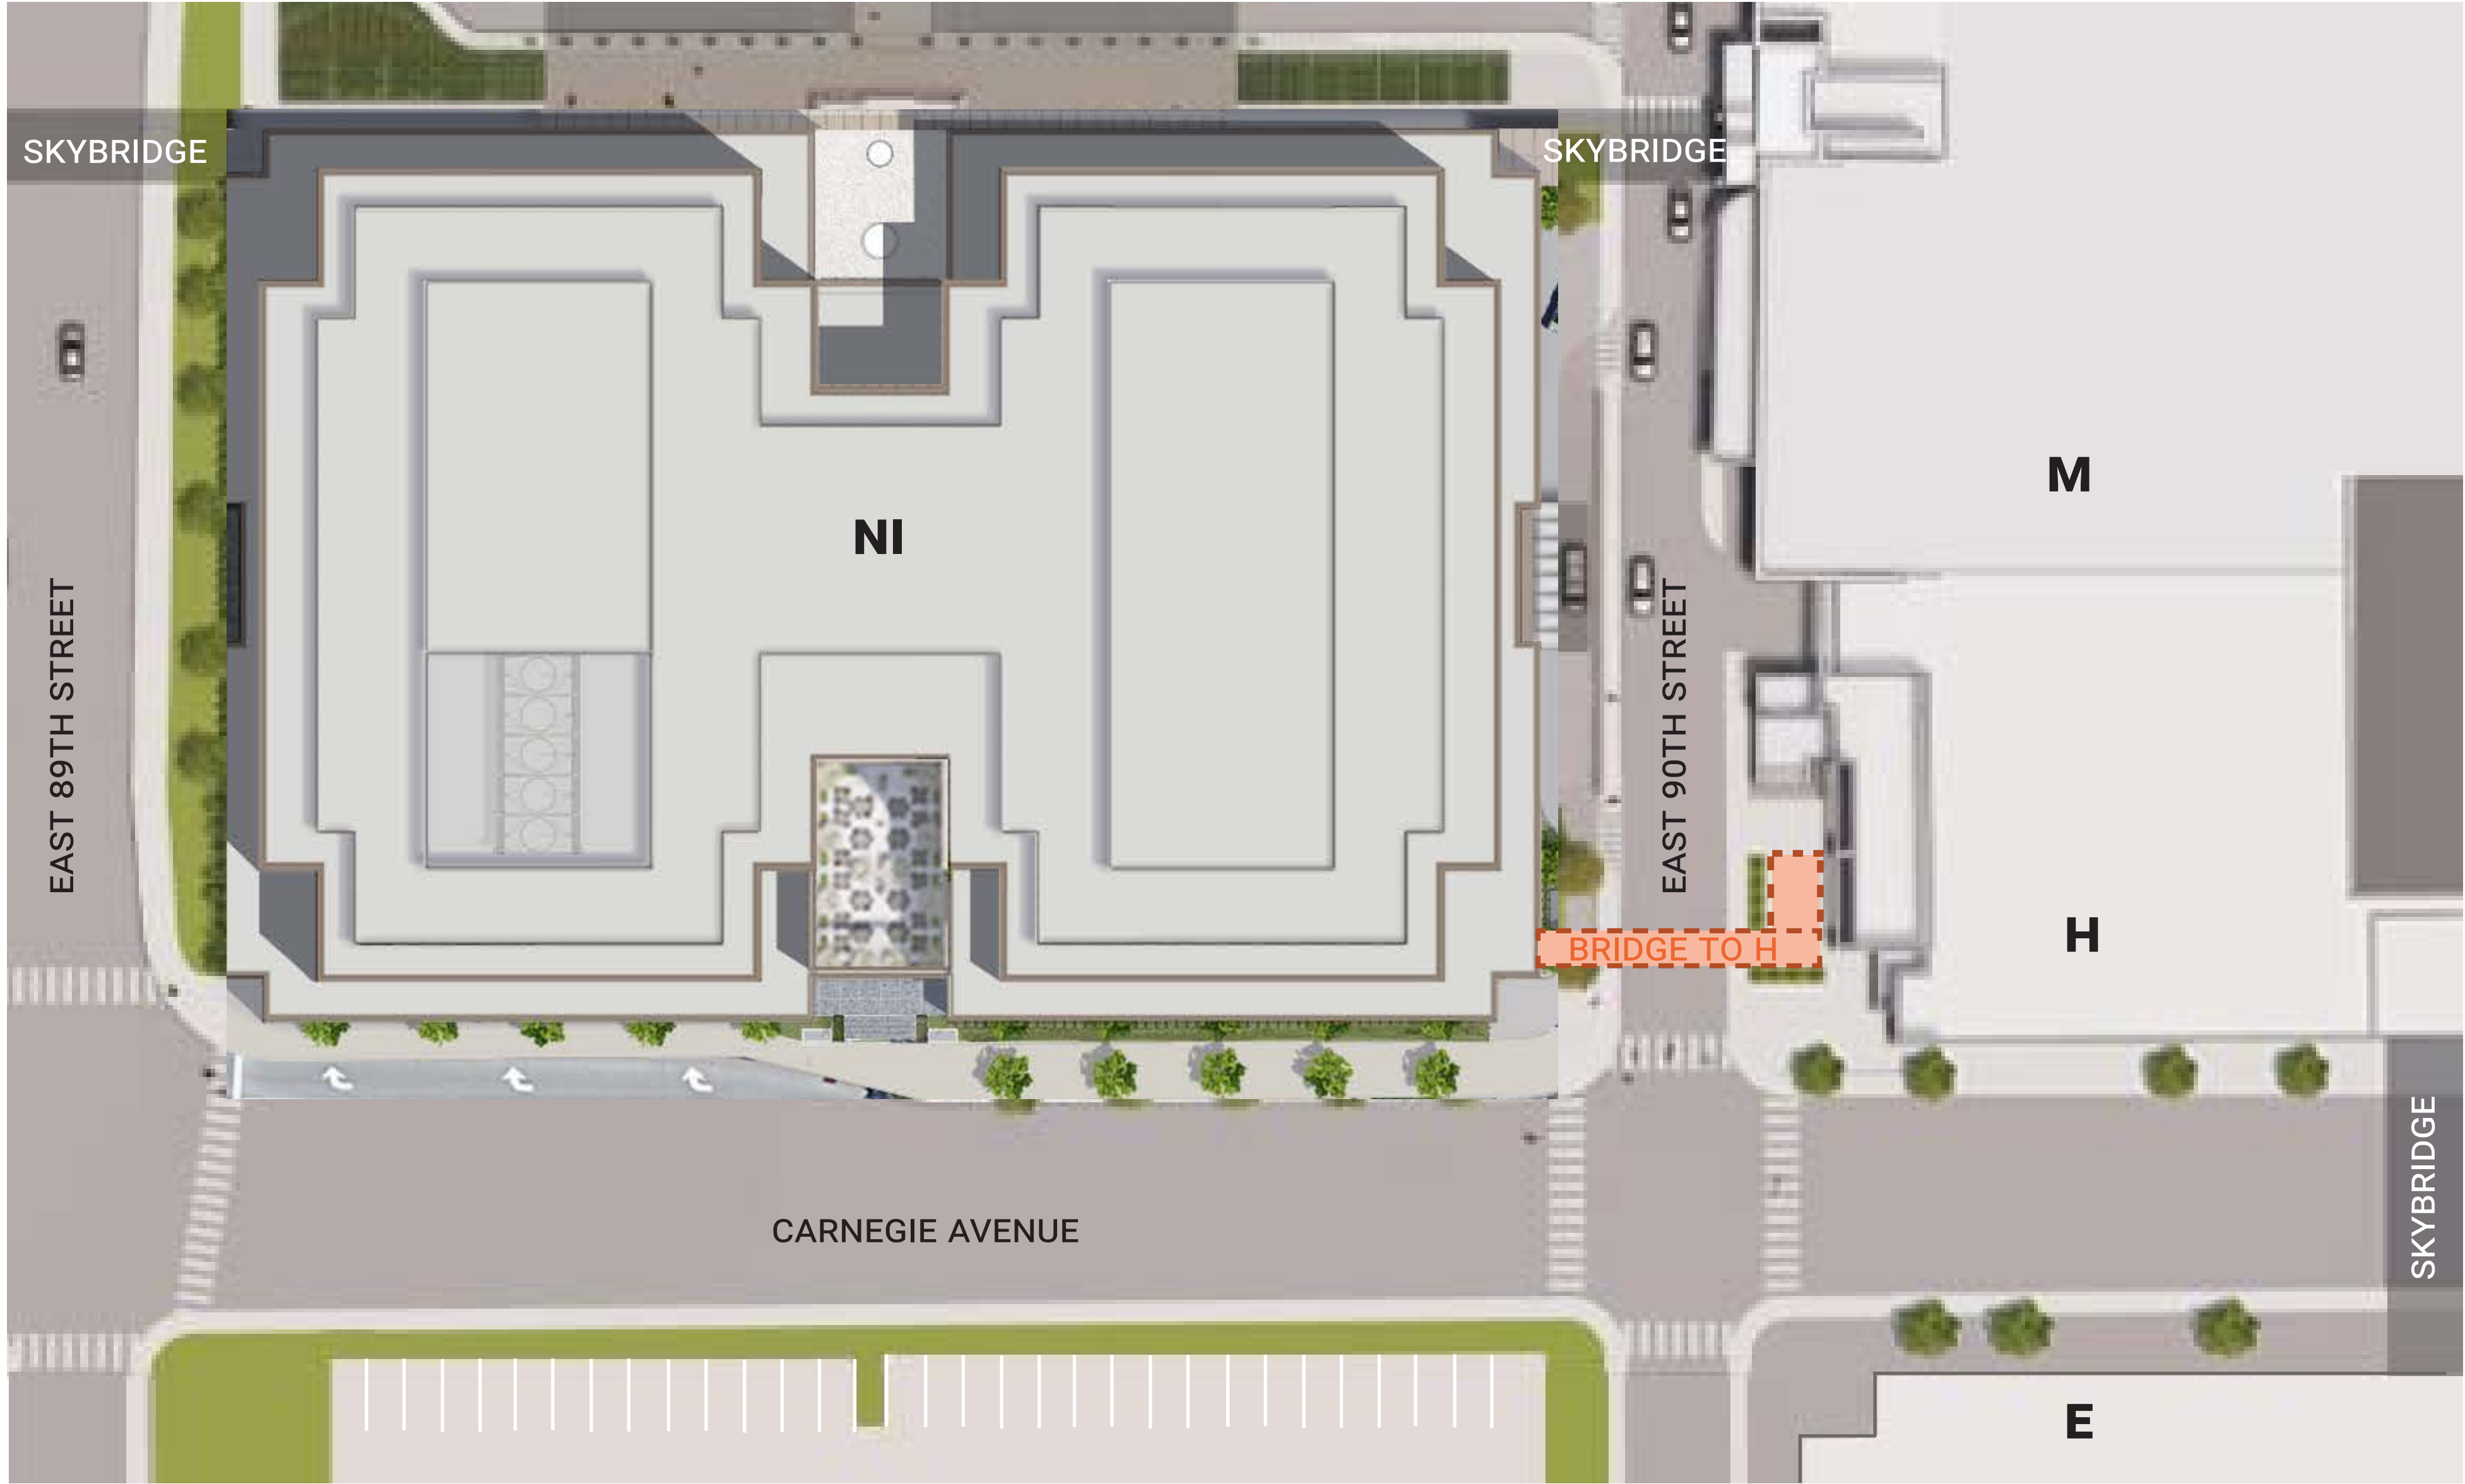 SKYBRIDGE
SKYBRIDGE
M
NI
EAST 89TH STREET
EAST 90TH STREET
H
BRIDGE TO H
SKYBRIDGE
CARNEGIE AVENUE
E